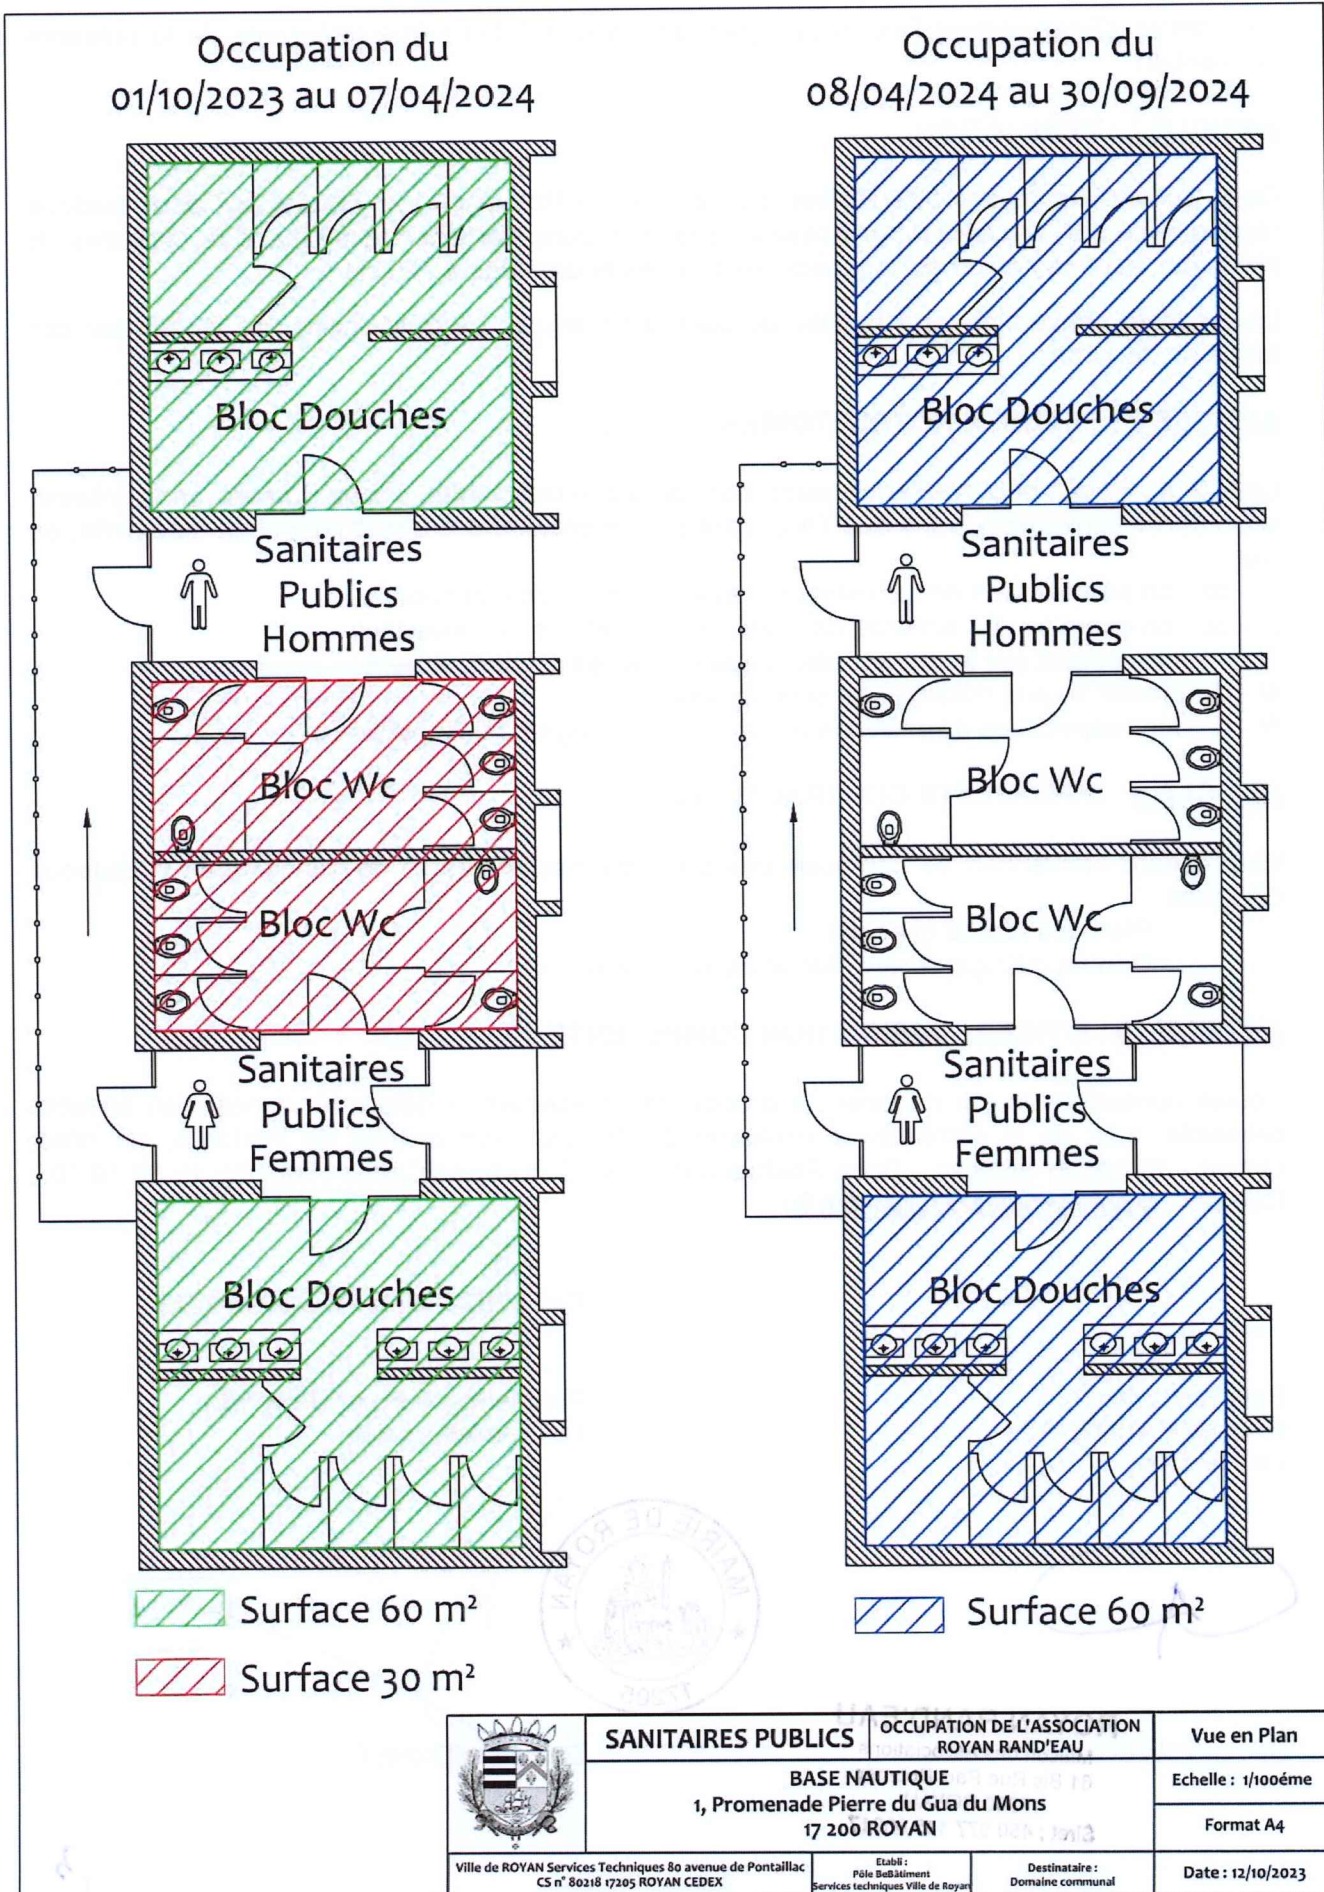 Occupation du
01/10/2023 au 07/04/2024
Bloc Douches
Sanitaires
Publics
Hommes
Bloc Wc
Bloc Wc
Sanitaires
Publics
Femmes
Bloc Douches
Surface 60 m²
Surface 30 m²
Occupation du
08/04/2024 au 30/09/2024
Bloc Douches
Sanitaires
Publics
Hommes
Bloc Wc
Bloc Wc
Sanitaires
Publics
Femmes
Bloc Douches
Surface 60 m²
MAIRIE DE ROYAN
17205
SANITAIRES PUBLICS
OCCUPATION DE L'ASSOCIATION
ROYAN RAND'EAU
Vue en Plan
BASE NAUTIQUE
1, Promenade Pierre du Gua du Mons
17 200 ROYAN
Echelle : 1/100éme
Format A4
Ville de ROYAN Services Techniques 80 avenue de Pontaillac
CS n° 80218 17205 ROYAN CEDEX
Etabli :
Pôle BeBâtiment
Services techniques Ville de Royan
Destinataire :
Domaine communal
Date : 12/10/2023